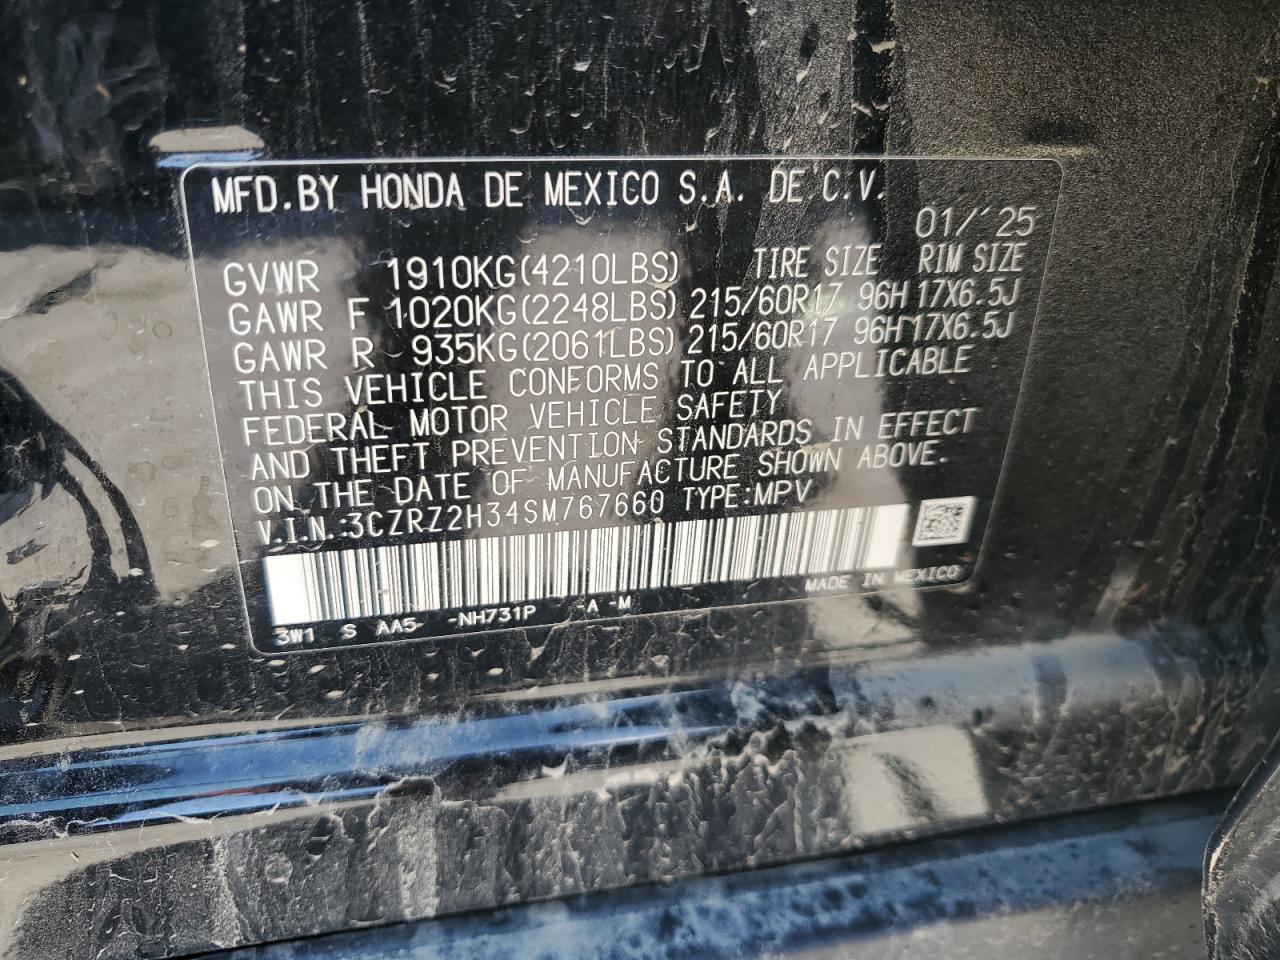 MFD.BY HONDA DE MEXICO S.A. DE C.V.
01/'25
GVWR 1910KG(4210LBS) TIRE SIZE RIM SIZE
GAWR F 1020KG(2248LBS) 215/60R17 96H 17X6.5J
GAWR R 935KG(2061LBS) 215/60R17 96H 17X6.5J
THIS VEHICLE CONFORMS TO ALL APPLICABLE
FEDERAL MOTOR VEHICLE SAFETY
AND THEFT PREVENTION STANDARDS IN EFFECT
ON THE DATE OF MANUFACTURE SHOWN ABOVE.
V.I.N.:3CZRZ2H34SM767660 TYPE:MPV
MADE IN MEXICO
3W1 S AA5- -NH731P -A -M